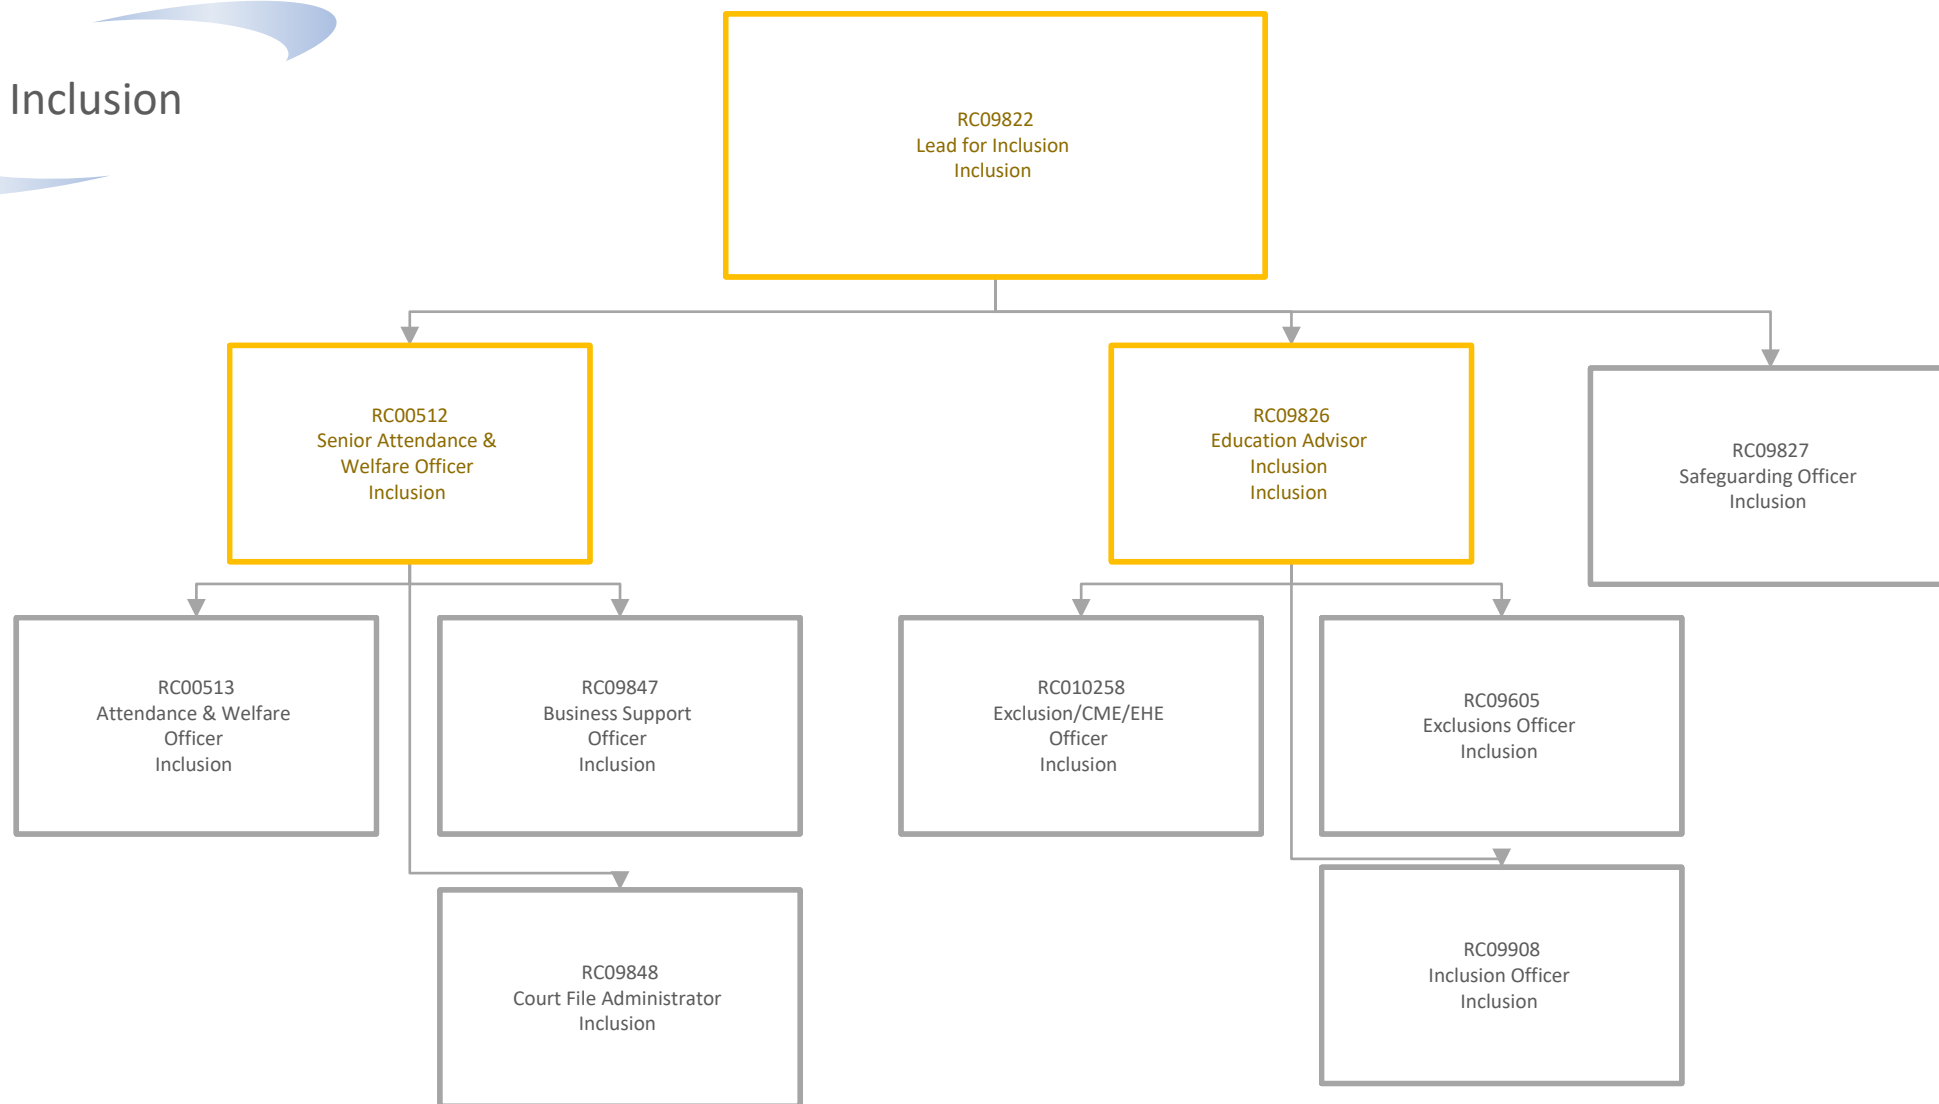 Inclusion
RC09822
Lead for Inclusion
Inclusion
RC00512
Senior Attendance &
Welfare Officer
Inclusion
RC09826
Education Advisor
Inclusion
Inclusion
RC09827
Safeguarding Officer
Inclusion
RC00513
Attendance & Welfare
Officer
Inclusion
RC09847
Business Support
Officer
Inclusion
RC010258
Exclusion/CME/EHE
Officer
Inclusion
RC09605
Exclusions Officer
Inclusion
RC09848
Court File Administrator
Inclusion
RC09908
Inclusion Officer
Inclusion